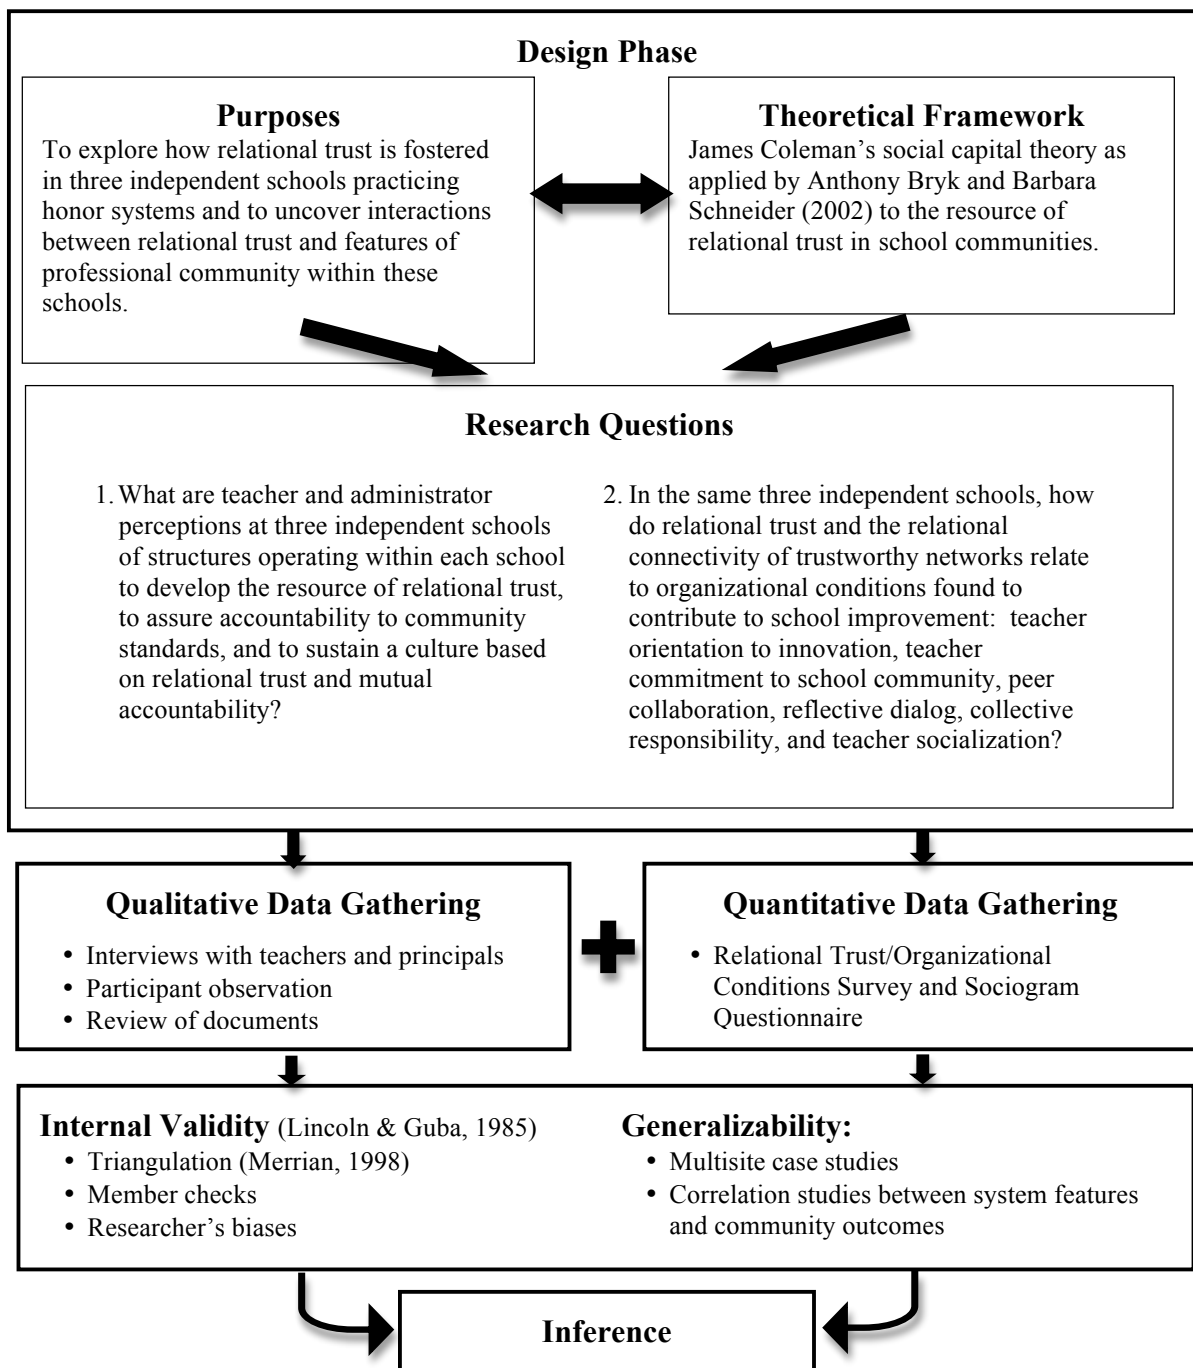 Design Phase
Purposes
To explore how relational trust is fostered
in three independent schools practicing
honor systems and to uncover interactions
between relational trust and features of
professional community within these
schools.
Theoretical Framework
James Coleman’s social capital theory as
applied by Anthony Bryk and Barbara
Schneider (2002) to the resource of
relational trust in school communities.
Research Questions
1. What are teacher and administrator
perceptions at three independent schools
of structures operating within each school
to develop the resource of relational trust,
to assure accountability to community
standards, and to sustain a culture based
on relational trust and mutual
accountability?
2. In the same three independent schools, how
do relational trust and the relational
connectivity of trustworthy networks relate
to organizational conditions found to
contribute to school improvement:  teacher
orientation to innovation, teacher
commitment to school community, peer
collaboration, reflective dialog, collective
responsibility, and teacher socialization?
Qualitative Data Gathering
• Interviews with teachers and principals
• Participant observation
• Review of documents
Quantitative Data Gathering
• Relational Trust/Organizational
Conditions Survey and Sociogram
Questionnaire
Internal Validity (Lincoln & Guba, 1985)
• Triangulation (Merrian, 1998)
• Member checks
• Researcher’s biases
Generalizability:
• Multisite case studies
• Correlation studies between system features
and community outcomes
Inference